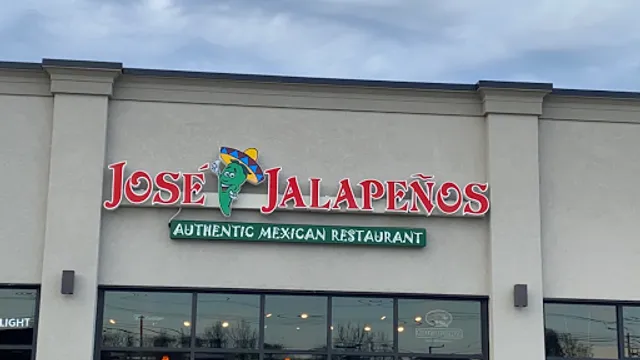 JOSÉ JALAPEÑOS
AUTHENTIC MEXICAN RESTAURANT
LIGHT